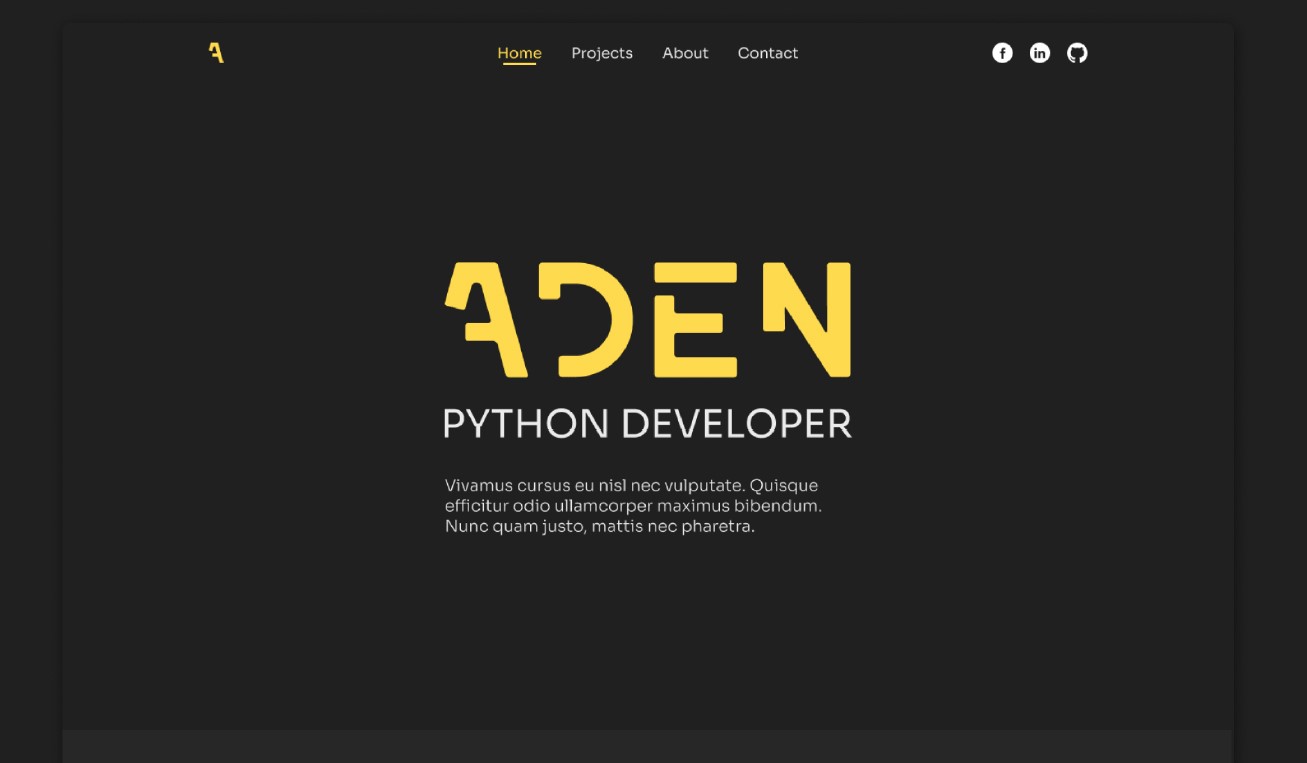 A
Home Projects About Contact
ADEN
PYTHON DEVELOPER
Vivamus cursus eu nisl nec vulputate. Quisque
efficitur odio ullamcorper maximus bibendum.
Nunc quam justo, mattis nec pharetra.